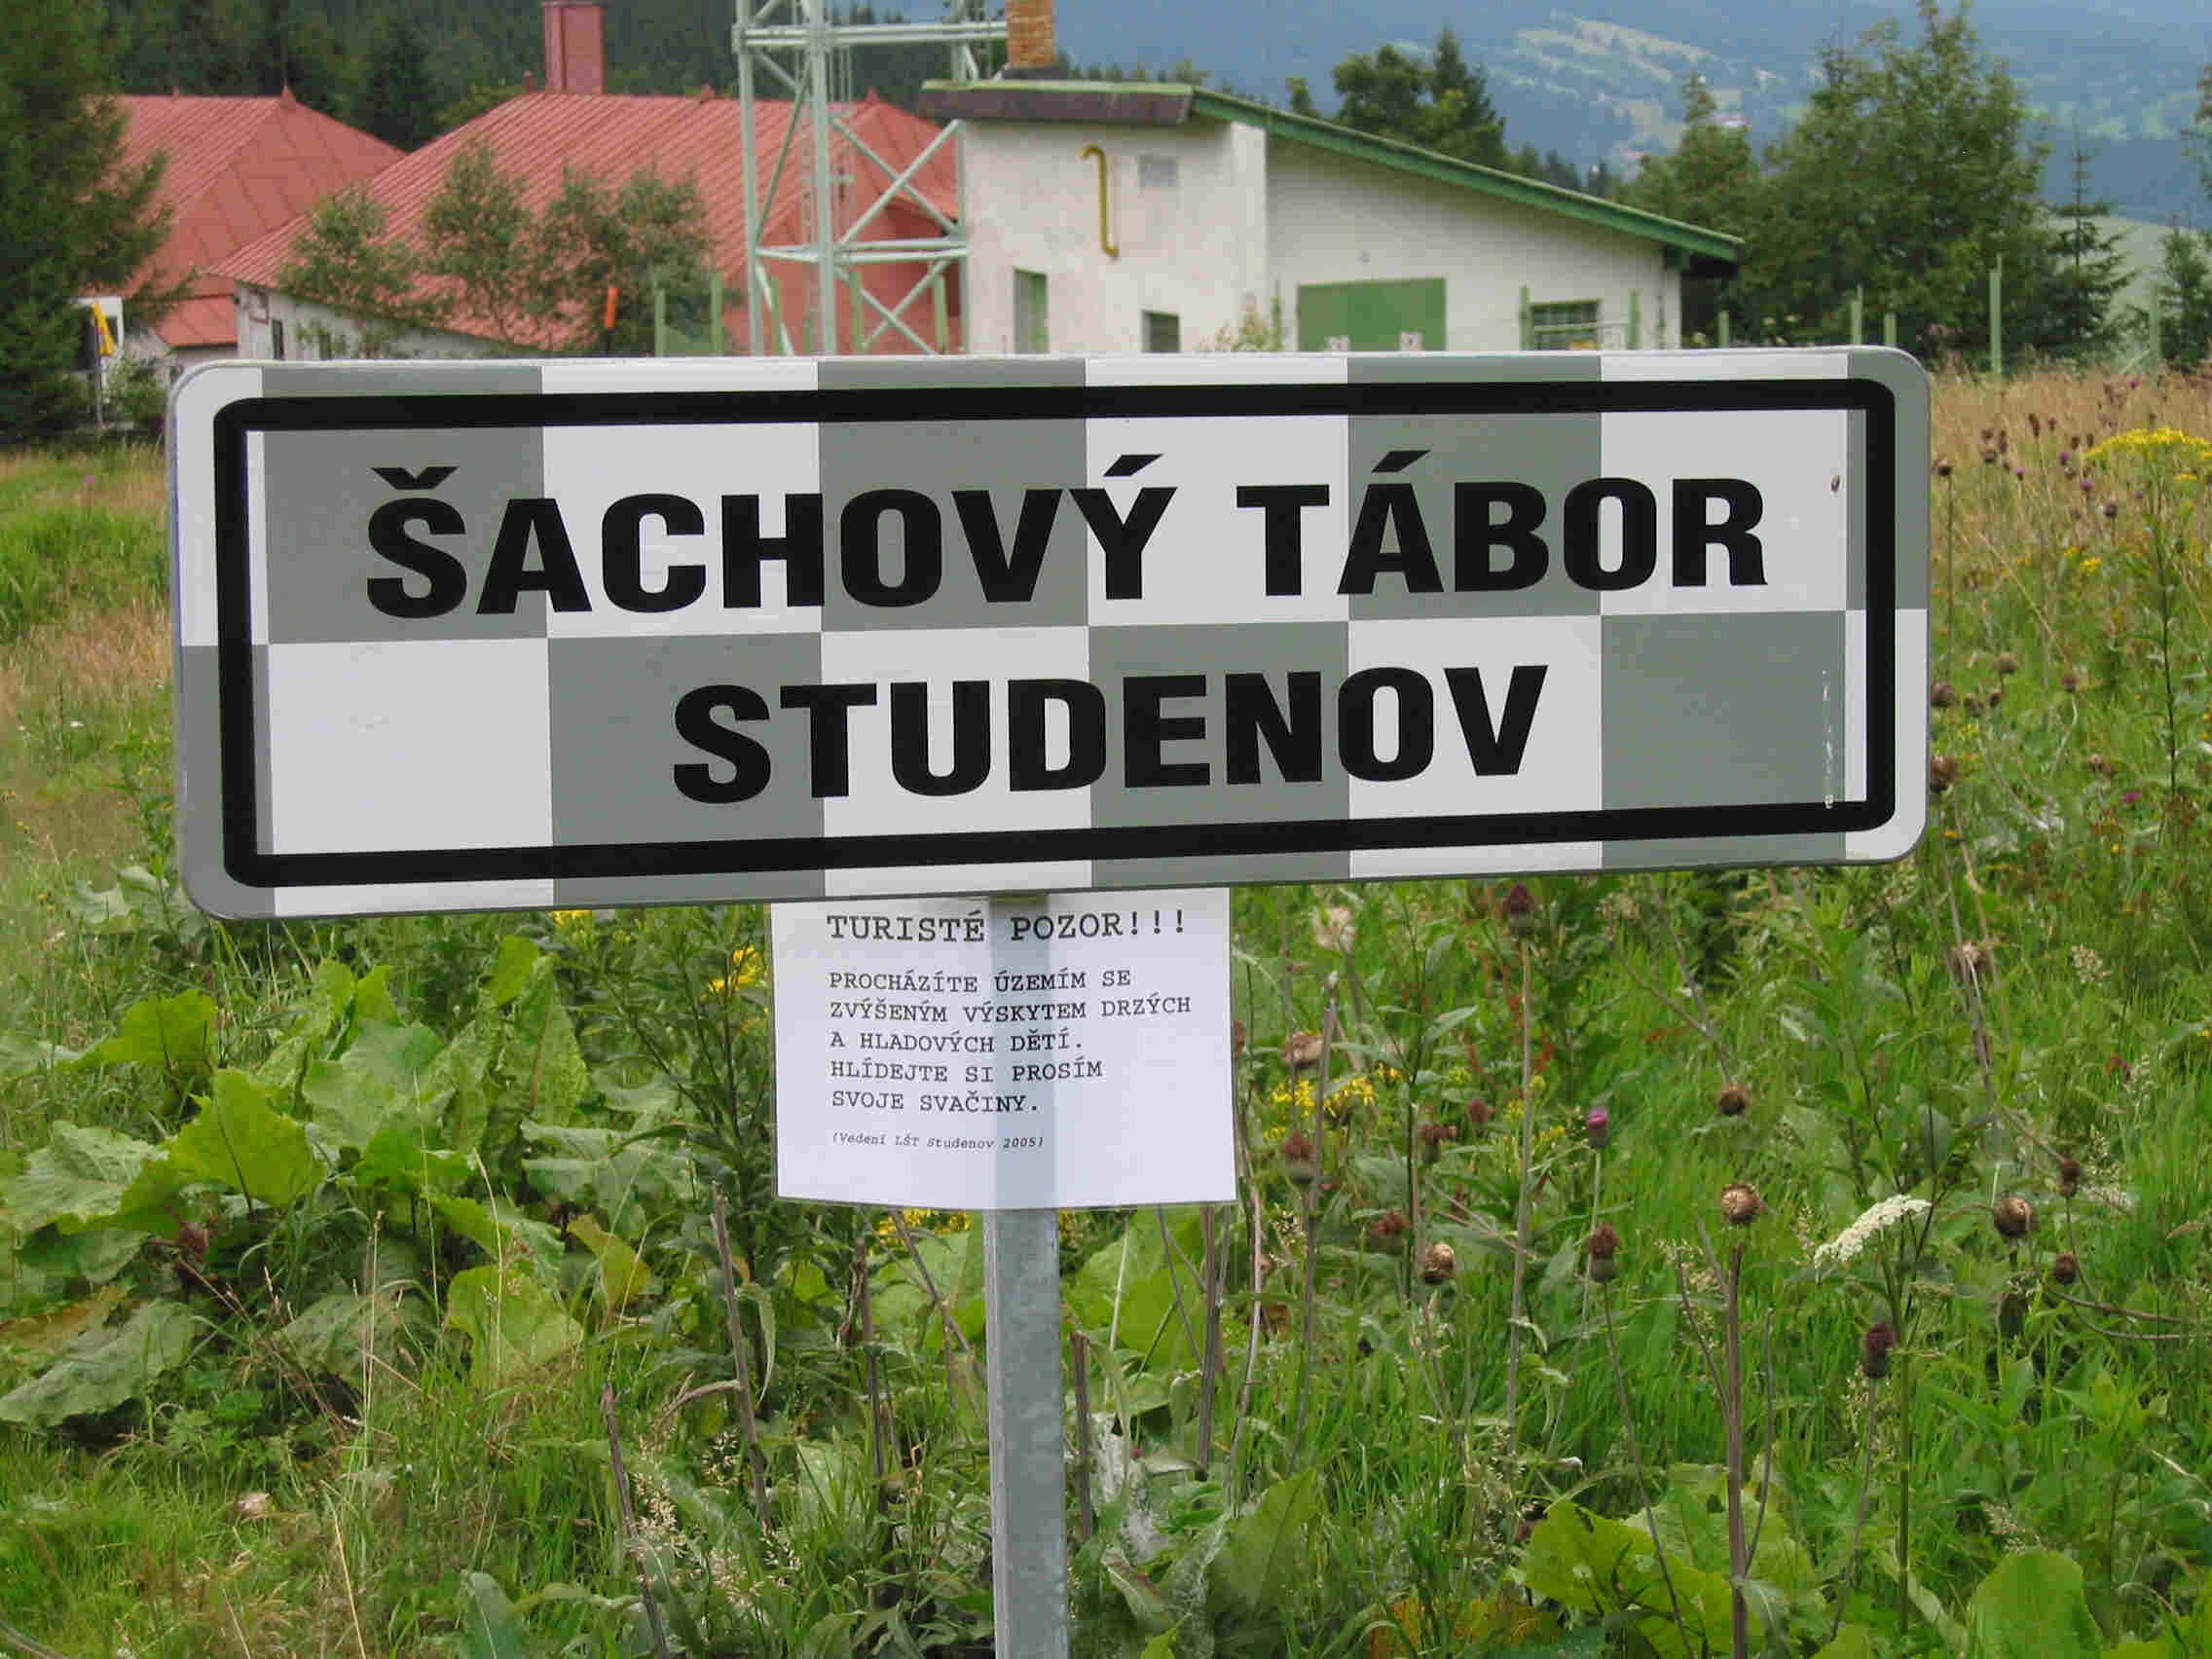 ŠACHOVÝ TÁBOR
STUDENOV
TURISTÉ POZOR!!!
PROCHÁZÍTE ÚZEMÍM SE
ZVÝŠENÝM VÝSKYTEM DRZÝCH
A HLADOVÝCH DĚTÍ.
HLÍDEJTE SI PROSÍM
SVOJE SVAČINY.
(Vedení LŠT Studenov 2005)